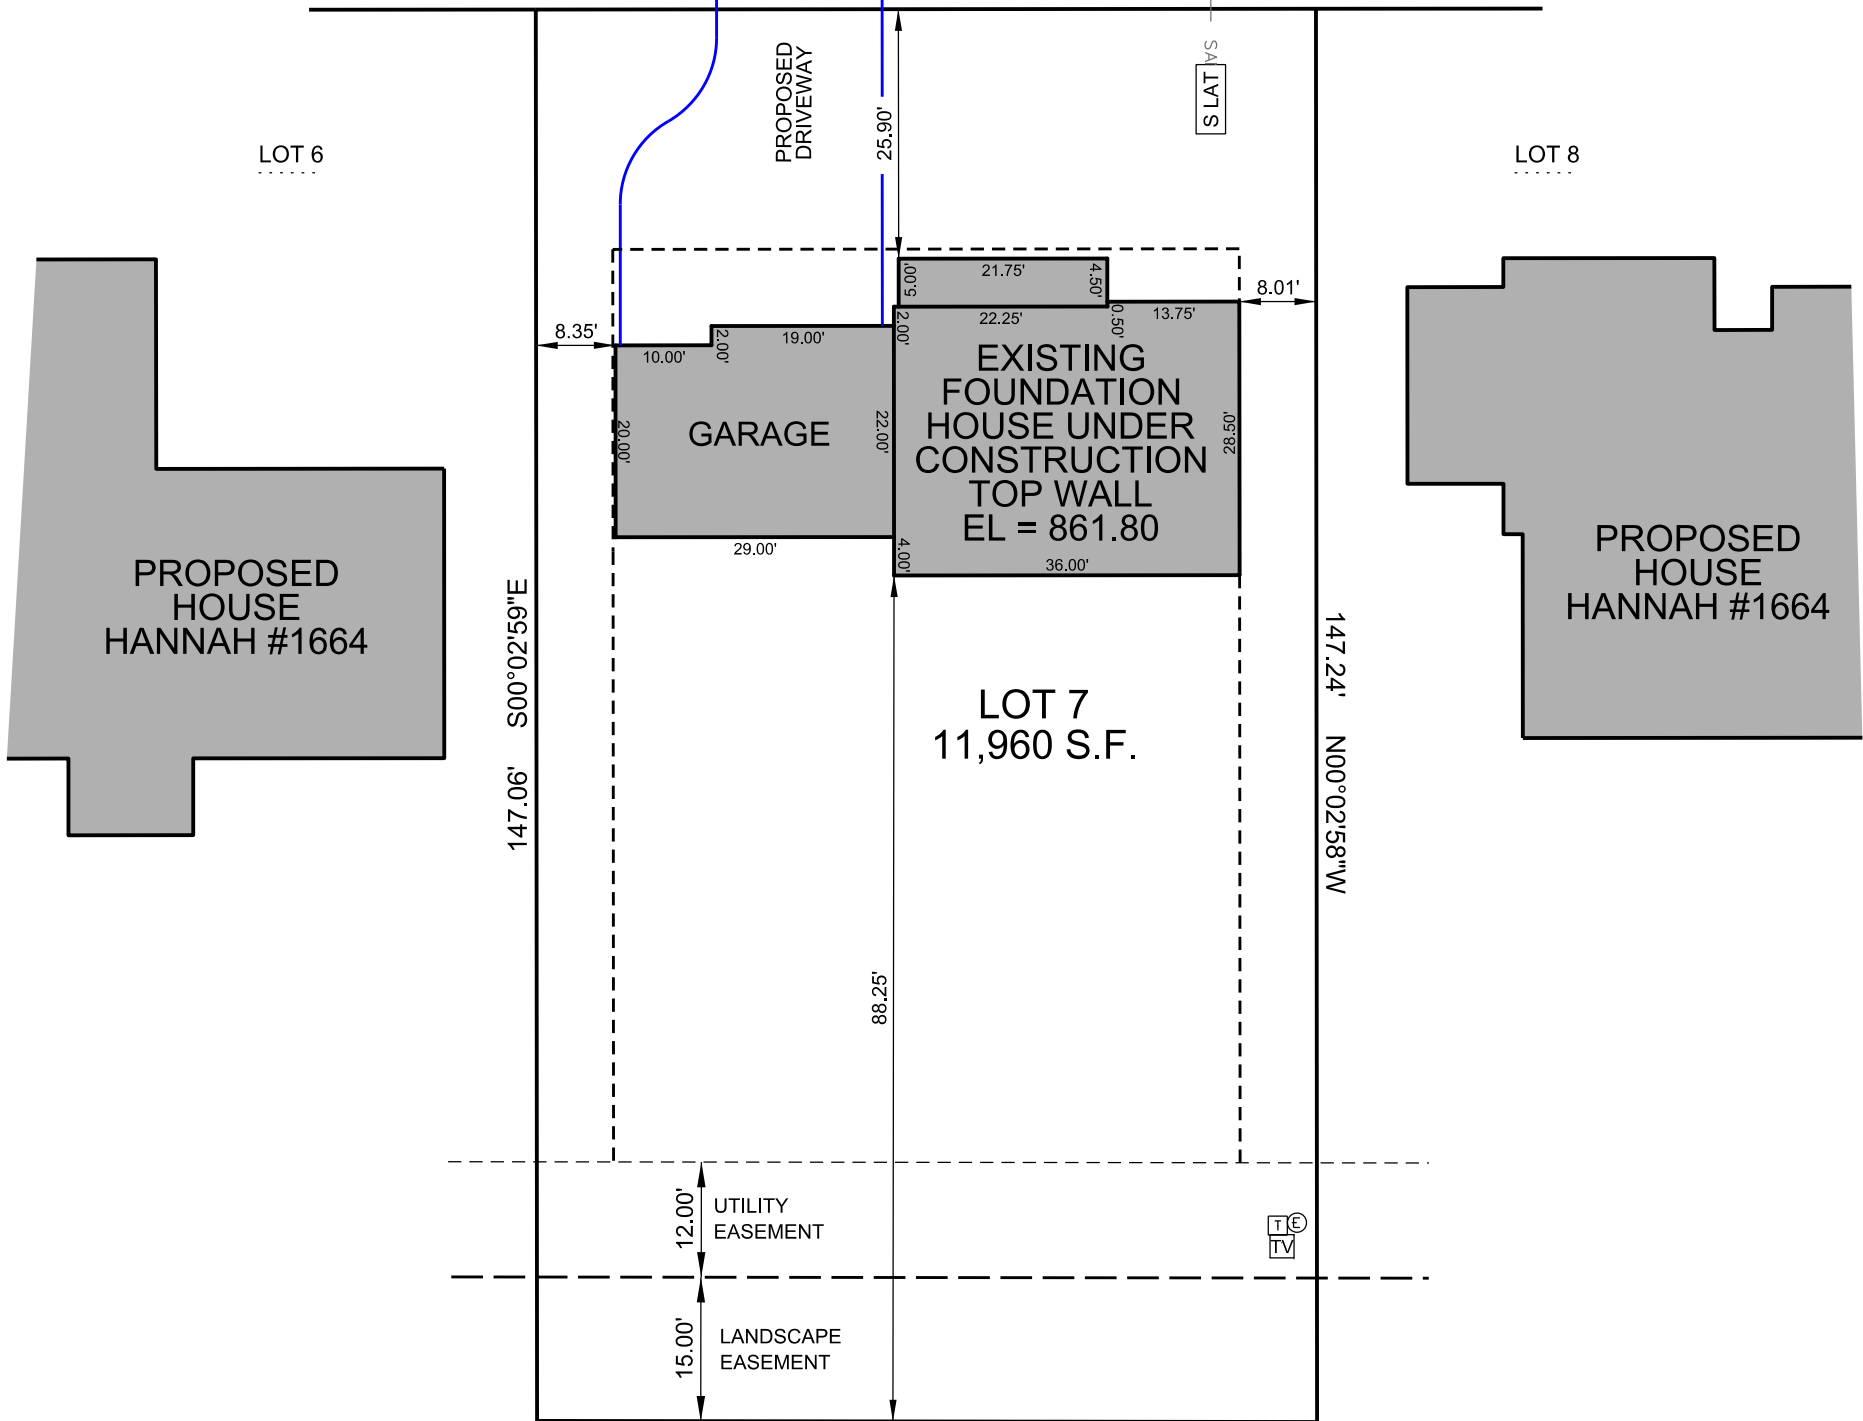 PROPOSED
DRIVEWAY
25.90'
SA
S LAT
LOT 6
LOT 8
8.35'
8.01'
5.00'
21.75'
4.50'
22.25'
0.50'
13.75'
2.00'
10.00'
2.00'
19.00'
20.00'
GARAGE
22.00'
EXISTING
FOUNDATION
HOUSE UNDER
CONSTRUCTION
TOP WALL
EL = 861.80
28.50'
29.00'
4.00'
36.00'
PROPOSED
HOUSE
HANNAH #1664
PROPOSED
HOUSE
HANNAH #1664
147.06' S00°02'59"E
147.24' N00°02'58"W
LOT 7
11,960 S.F.
88.25'
12.00'
UTILITY
EASEMENT
T E
TV
15.00'
LANDSCAPE
EASEMENT